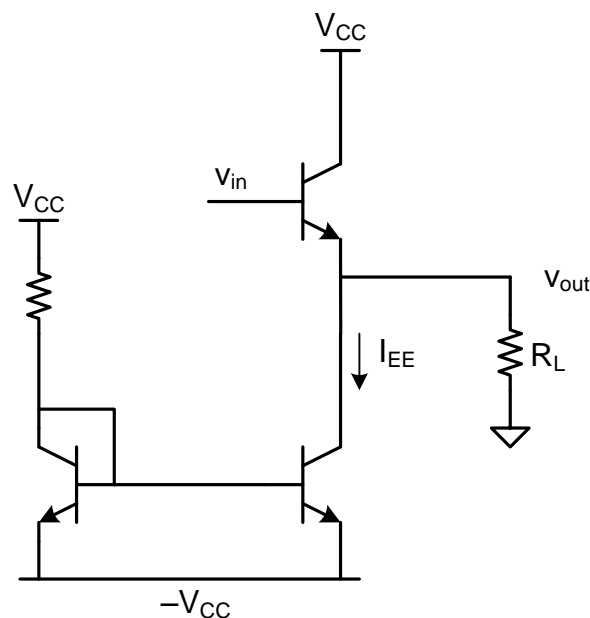 V_CC
v_in
V_CC
v_out
I_EE
R_L
–V_CC